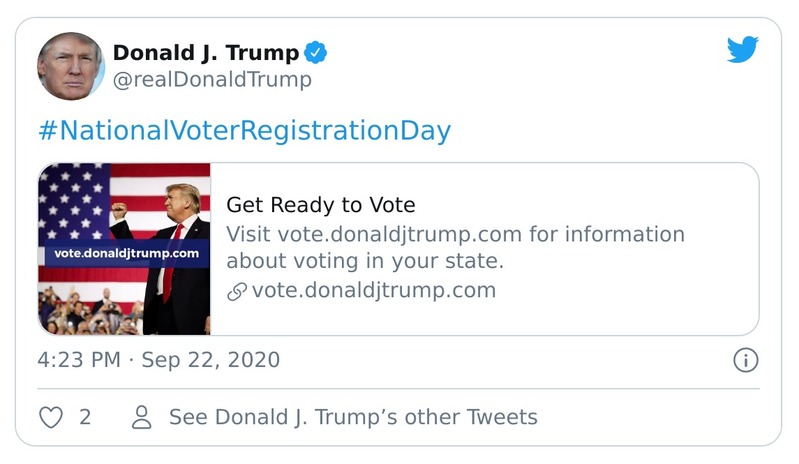 Donald J. Trump
@realDonaldTrump
#NationalVoterRegistrationDay
vote.donaldjtrump.com
Get Ready to Vote
Visit vote.donaldjtrump.com for information
about voting in your state.
vote.donaldjtrump.com
4:23 PM · Sep 22, 2020
2
See Donald J. Trump’s other Tweets